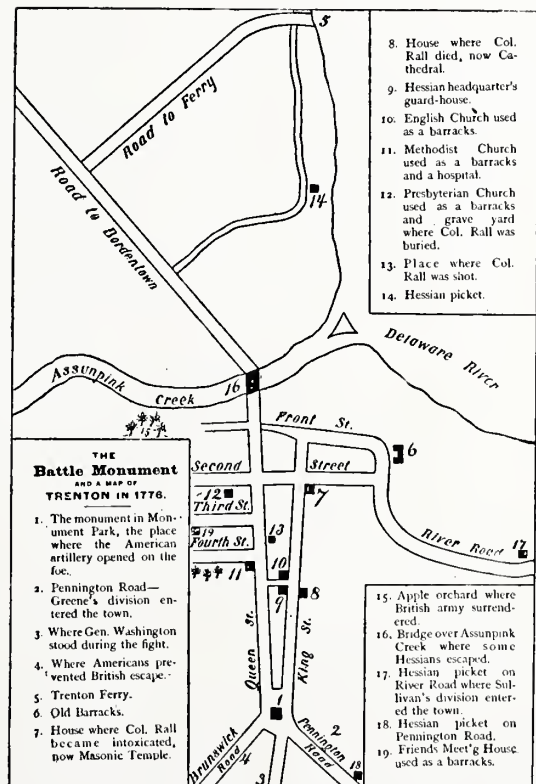 5
Road to Ferry
Road to Bordentown
14
8. House where Col.
Rall died, now Ca-
thedral.
9. Hessian headquarter's
guard-house.
10. English Church used
as a barracks.
11. Methodist Church
used as a barracks
and a hospital.
12. Presbyterian Church
used as a barracks
and grave yard
where Col. Rall was
buried.
13. Place where Col.
Rall was shot.
14. Hessian picket.
Delaware River
Assunpink
Creek
16
15
Front St.
6
Second Street
7
12
Third St.
19
Fourth St.
13
11
10
9
8
Queen St.
King St.
River Road
17
1
2
Brunswick
Road
4
Pennington
Road
3
18
THE
Battle Monument
AND A MAP OF
TRENTON IN 1776.
1. The monument in Mon-
ument Park, the place
where the American
artillery opened on the
foe.
2. Pennington Road—
Greene's division en-
tered the town.
3. Where Gen. Washington
stood during the fight.
4. Where Americans pre-
vented British escape.
5. Trenton Ferry.
6. Old Barracks.
7. House where Col. Rall
became intoxicated,
now Masonic Temple.
15. Apple orchard where
British army surrend-
ered.
16. Bridge over Assunpink
Creek where some
Hessians escaped.
17. Hessian picket on
River Road where Sul-
livan's division enter-
ed the town.
18. Hessian picket on
Pennington Road.
19. Friends Meet'g House
used as a barracks.